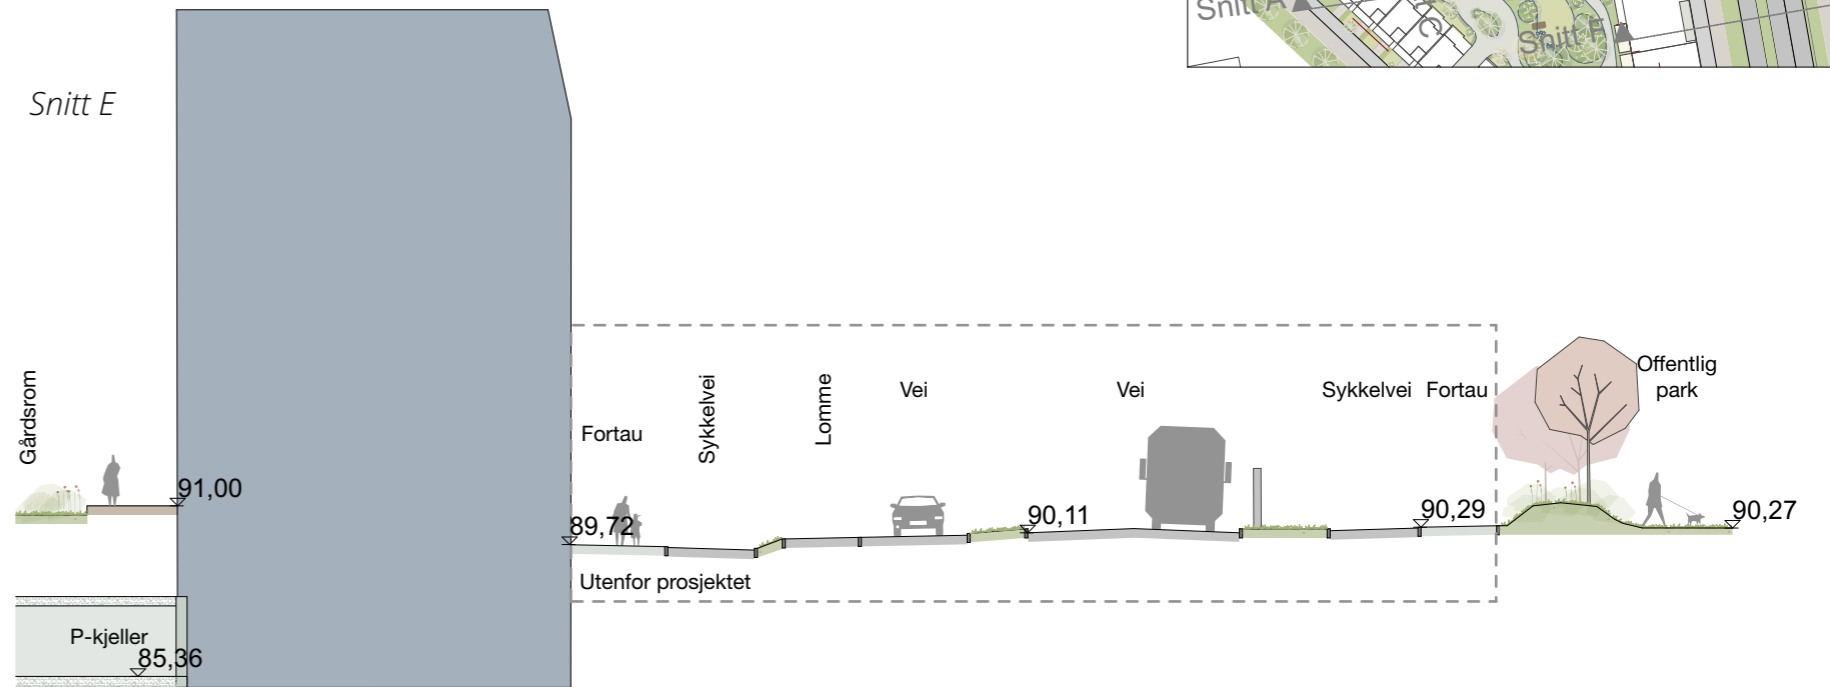 Snitt A
C
Snitt F
Snitt E
Gårdsrom
91,00
Fortau
Sykkelvei
Lomme
Vei
Vei
Sykkelvei
Fortau
Offentlig
park
89,72
90,11
90,29
90,27
Utenfor prosjektet
P-kjeller
85,36